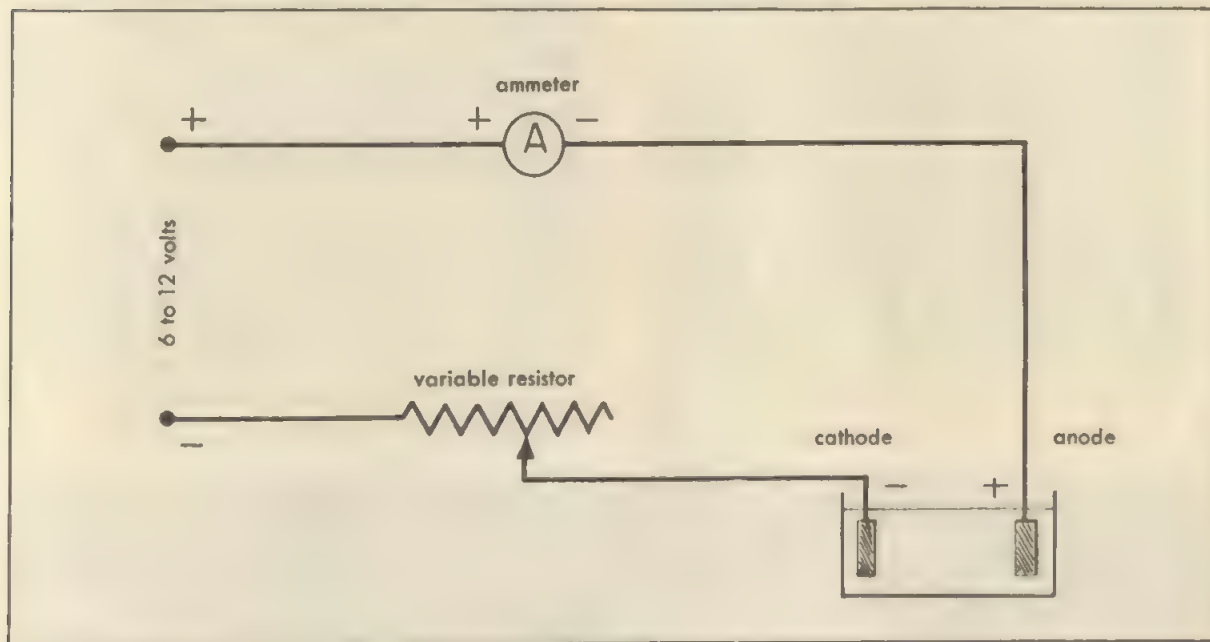 ammeter
+ + A −
6 to 12 volts
variable resistor
−
cathode anode
− +